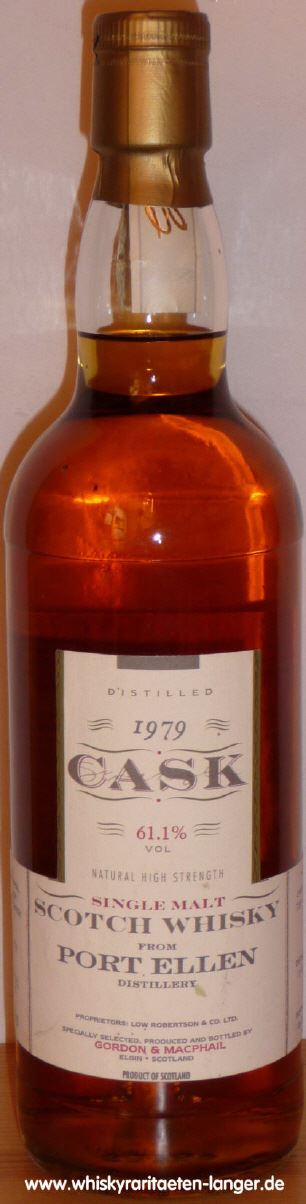 DISTILLED
1979
CASK
61.1%
VOL
NATURAL HIGH STRENGTH
SINGLE MALT
SCOTCH WHISKY
FROM
PORT ELLEN
DISTILLERY
PROPRIETORS: LOW ROBERTSON & CO. LTD.
SPECIALLY SELECTED, PRODUCED AND BOTTLED BY
GORDON & MACPHAIL
ELGIN • SCOTLAND
PRODUCT OF SCOTLAND
www.whiskyraritaeten-langer.de